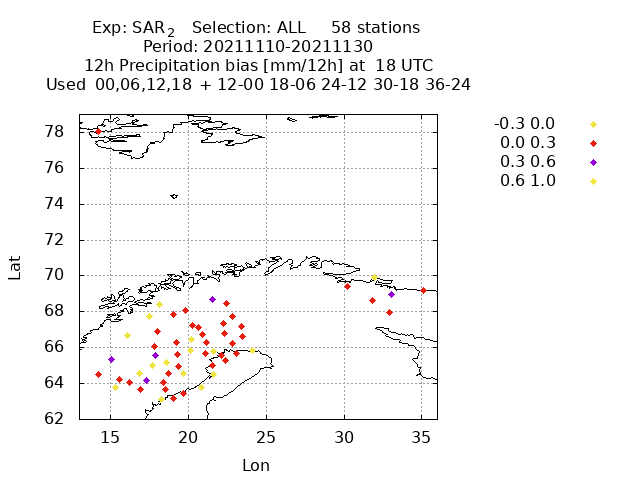 Exp: SAR2 Selection: ALL 58 stations
Period: 20211110-20211130
12h Precipitation bias [mm/12h] at 18 UTC
Used 00,06,12,18 + 12-00 18-06 24-12 30-18 36-24
-0.3 0.0
0.0 0.3
0.3 0.6
0.6 1.0
78
76
74
72
70
68
66
64
62
Lat
15 20 25 30 35
Lon